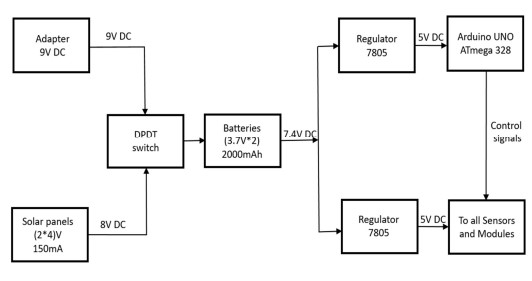 Adapter
9V DC
9V DC
DPDT
switch
Solar panels
(2*4)V
150mA
8V DC
Batteries
(3.7V*2)
2000mAh
7.4V DC
Regulator
7805
5V DC
Arduino UNO
ATmega 328
Control
signals
Regulator
7805
5V DC
To all Sensors
and Modules